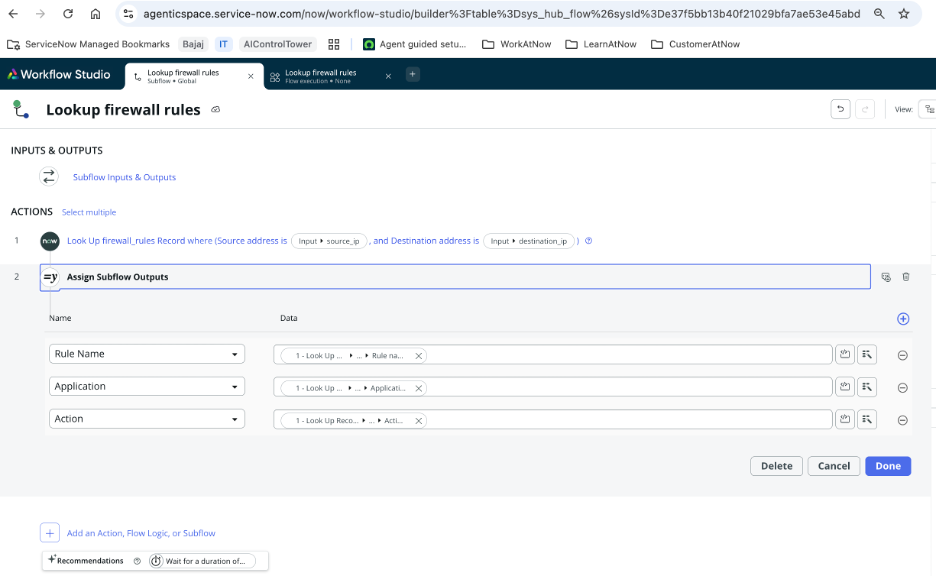 agenticspace.service-now.com/now/workflow-studio/builder%3Ftable%3Dsys_hub_flow%26sysId%3De37f5bb13b40f21029bfa7ae53e45abd
ServiceNow Managed Bookmarks Bajaj IT AIControlTower Agent guided setu... WorkAtNow LearnAtNow CustomerAtNow
Workflow Studio Lookup firewall rules × Lookup firewall rules × +
Subflow • Global Flow execution • None
Lookup firewall rules View:
INPUTS & OUTPUTS
Subflow Inputs & Outputs
ACTIONS Select multiple
1 now Look Up firewall_rules Record where (Source address is Input ▸ source_ip , and Destination address is Input ▸ destination_ip )
2 =y Assign Subflow Outputs
Name Data
Rule Name 1 - Look Up ... ▸ ... ▸ Rule na...
Application 1 - Look Up ... ▸ ... ▸ Applicati...
Action 1 - Look Up Reco... ▸ ... ▸ Acti...
Delete Cancel Done
+ Add an Action, Flow Logic, or Subflow
Recommendations Wait for a duration of...